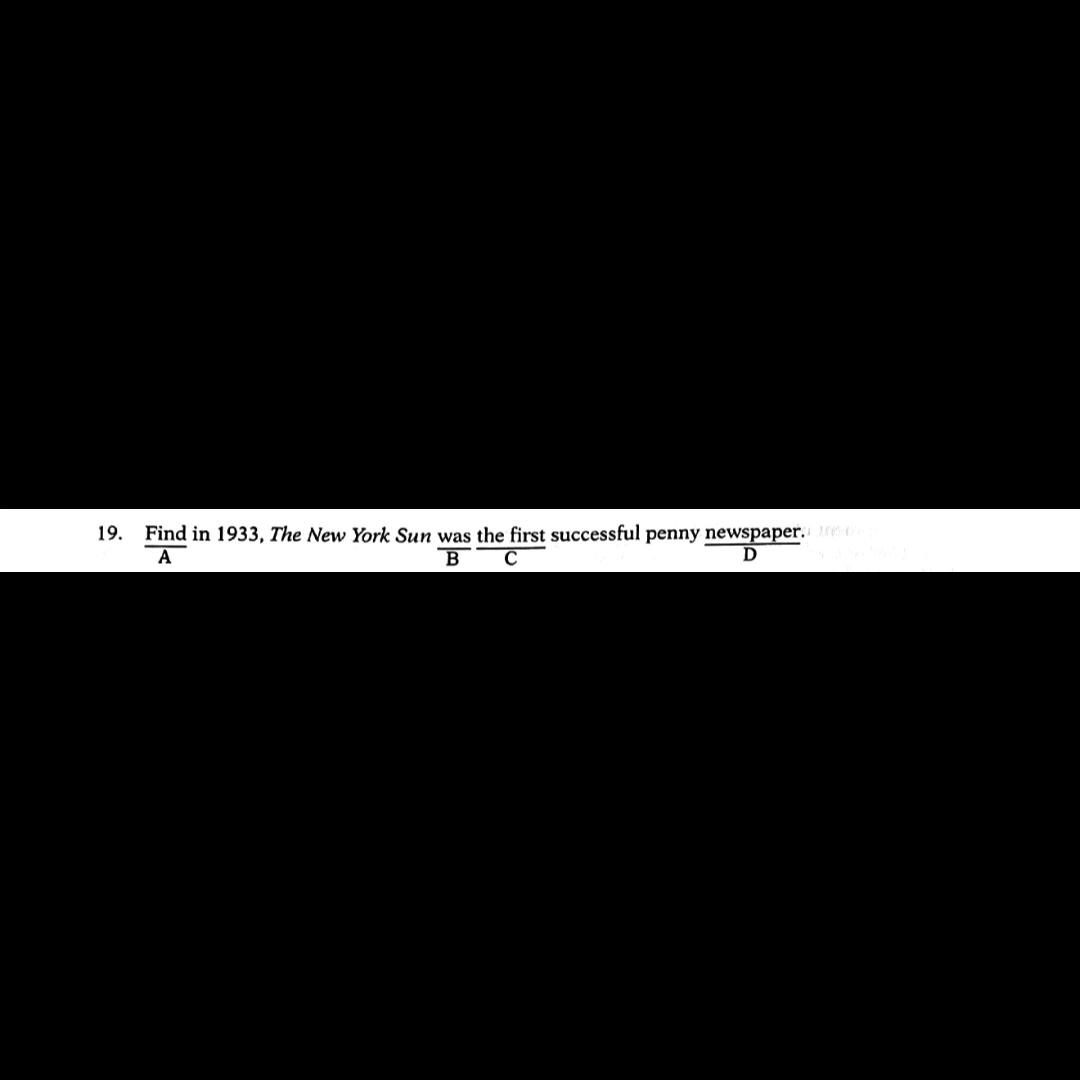 19. Find in 1933, The New York Sun was the first successful penny newspaper.
A B C D